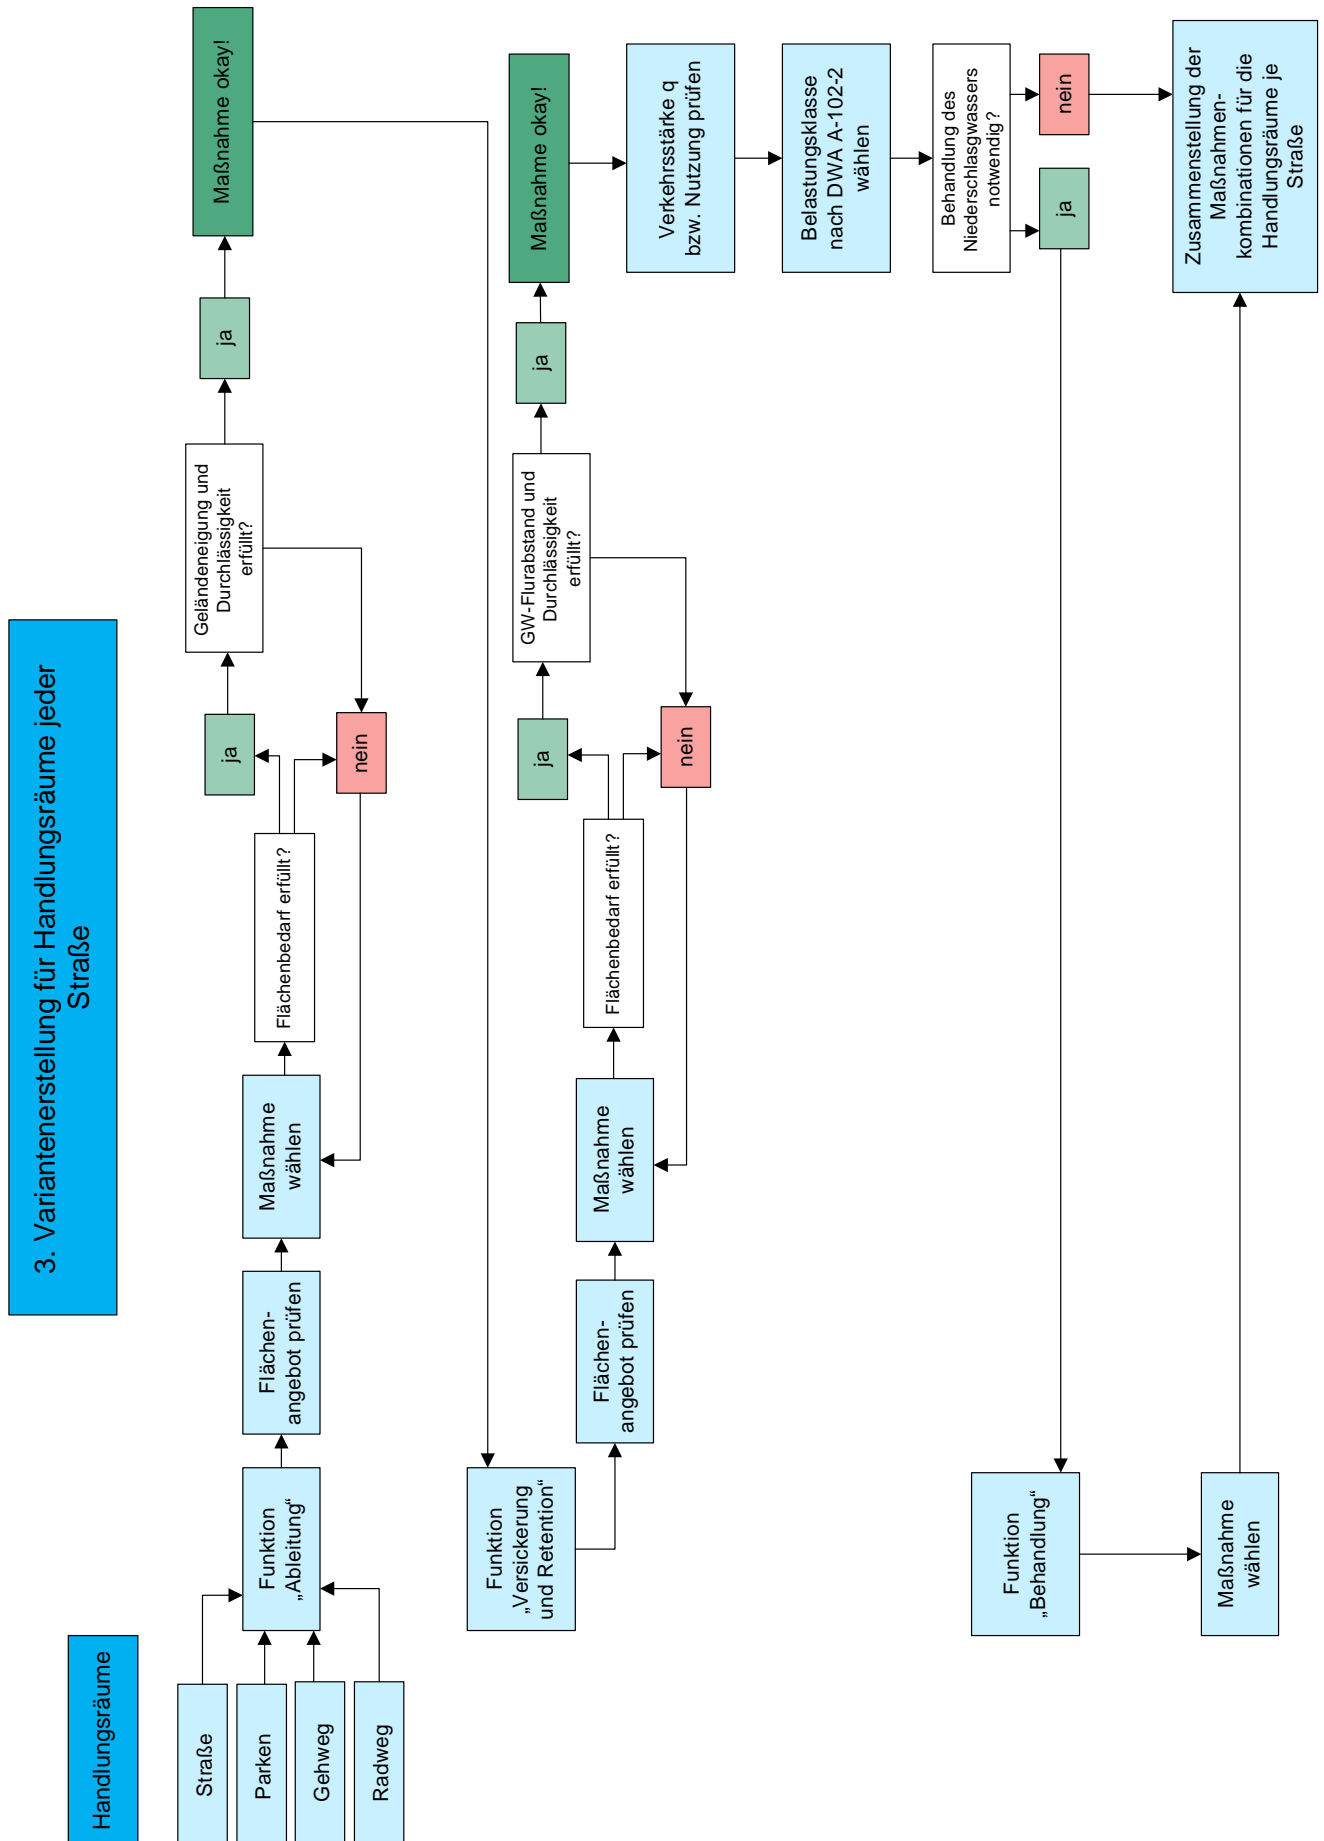 3. Variantenerstellung für Handlungsräume jeder
Straße
Handlungsräume
Straße
Parken
Gehweg
Radweg
Funktion
„Ableitung“
Flächen-
angebot prüfen
Maßnahme
wählen
Flächenbedarf erfüllt?
ja
nein
Geländeneigung und
Durchlässigkeit
erfüllt?
ja
Maßnahme okay!
Funktion
„Versickerung
und Retention“
Flächen-
angebot prüfen
Maßnahme
wählen
Flächenbedarf erfüllt?
ja
nein
GW-Flurabstand und
Durchlässigkeit
erfüllt?
ja
Maßnahme okay!
Verkehrsstärke q
bzw. Nutzung prüfen
Belastungsklasse
nach DWA A-102-2
wählen
Behandlung des
Niederschlasgwassers
notwendig?
ja
nein
Funktion
„Behandlung“
Maßnahme
wählen
Zusammenstellung der
Maßnahmen-
kombinationen für die
Handlungsräume je
Straße